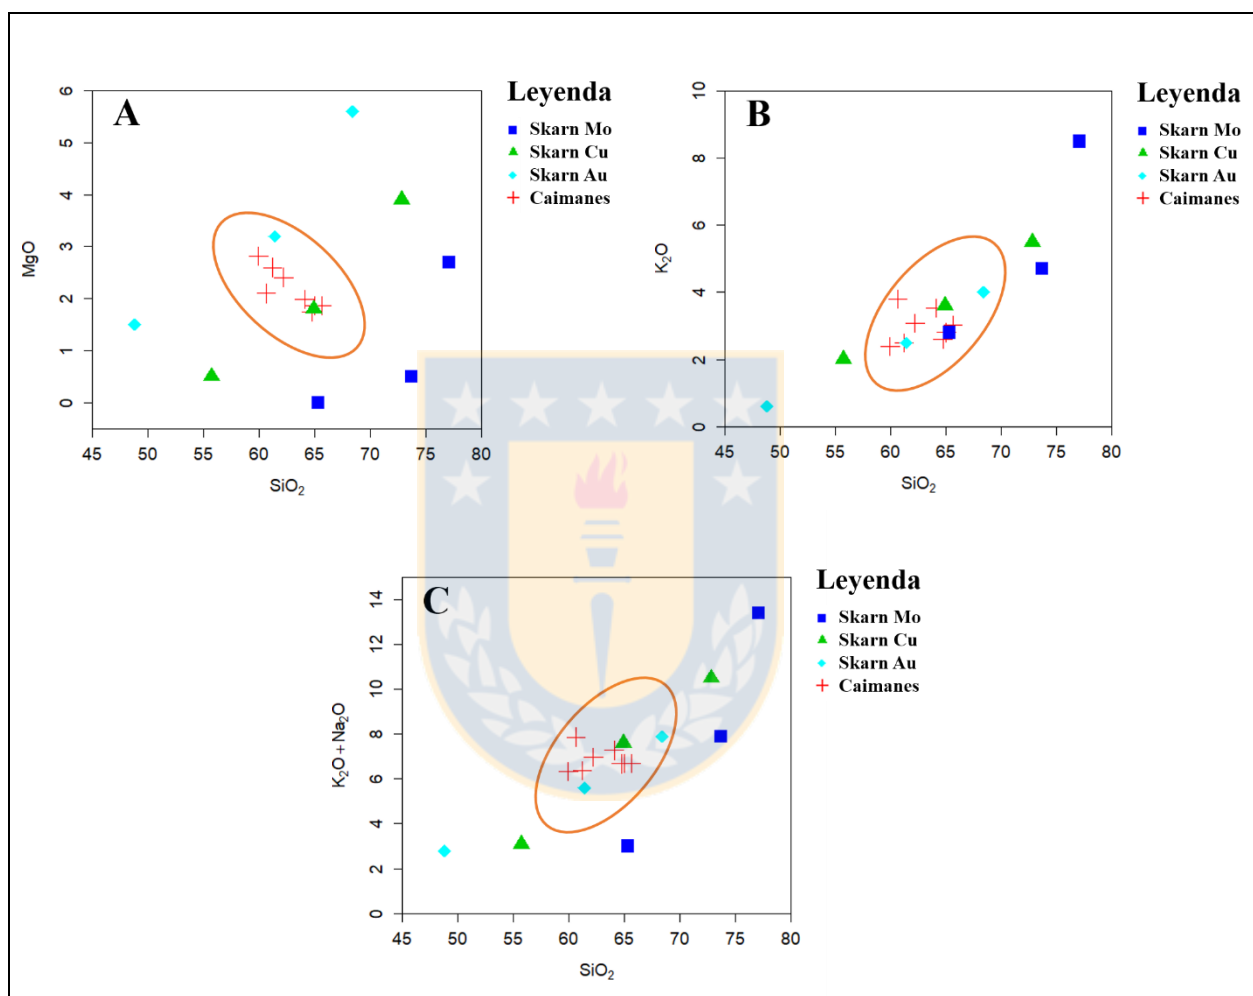 A
MgO
6
5
4
3
2
1
0
45 50 55 60 65 70 75 80
SiO2
Leyenda
Skarn Mo
Skarn Cu
Skarn Au
Caimanes
B
K2O
10
8
6
4
2
0
45 50 55 60 65 70 75 80
SiO2
Leyenda
Skarn Mo
Skarn Cu
Skarn Au
Caimanes
C
K2O + Na2O
14
12
10
8
6
4
2
0
45 50 55 60 65 70 75 80
SiO2
Leyenda
Skarn Mo
Skarn Cu
Skarn Au
Caimanes